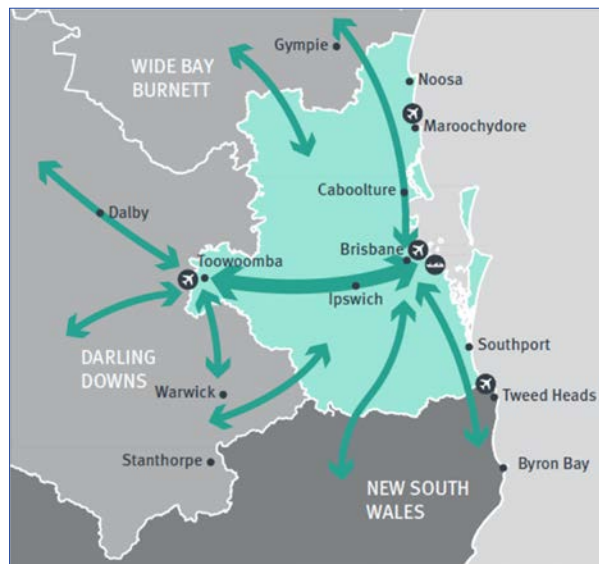 Gympie
WIDE BAY
BURNETT
Noosa
Maroochydore
Caboolture
Dalby
Brisbane
Toowoomba
Ipswich
Southport
DARLING
DOWNS
Warwick
Tweed Heads
Stanthorpe
Byron Bay
NEW SOUTH
WALES